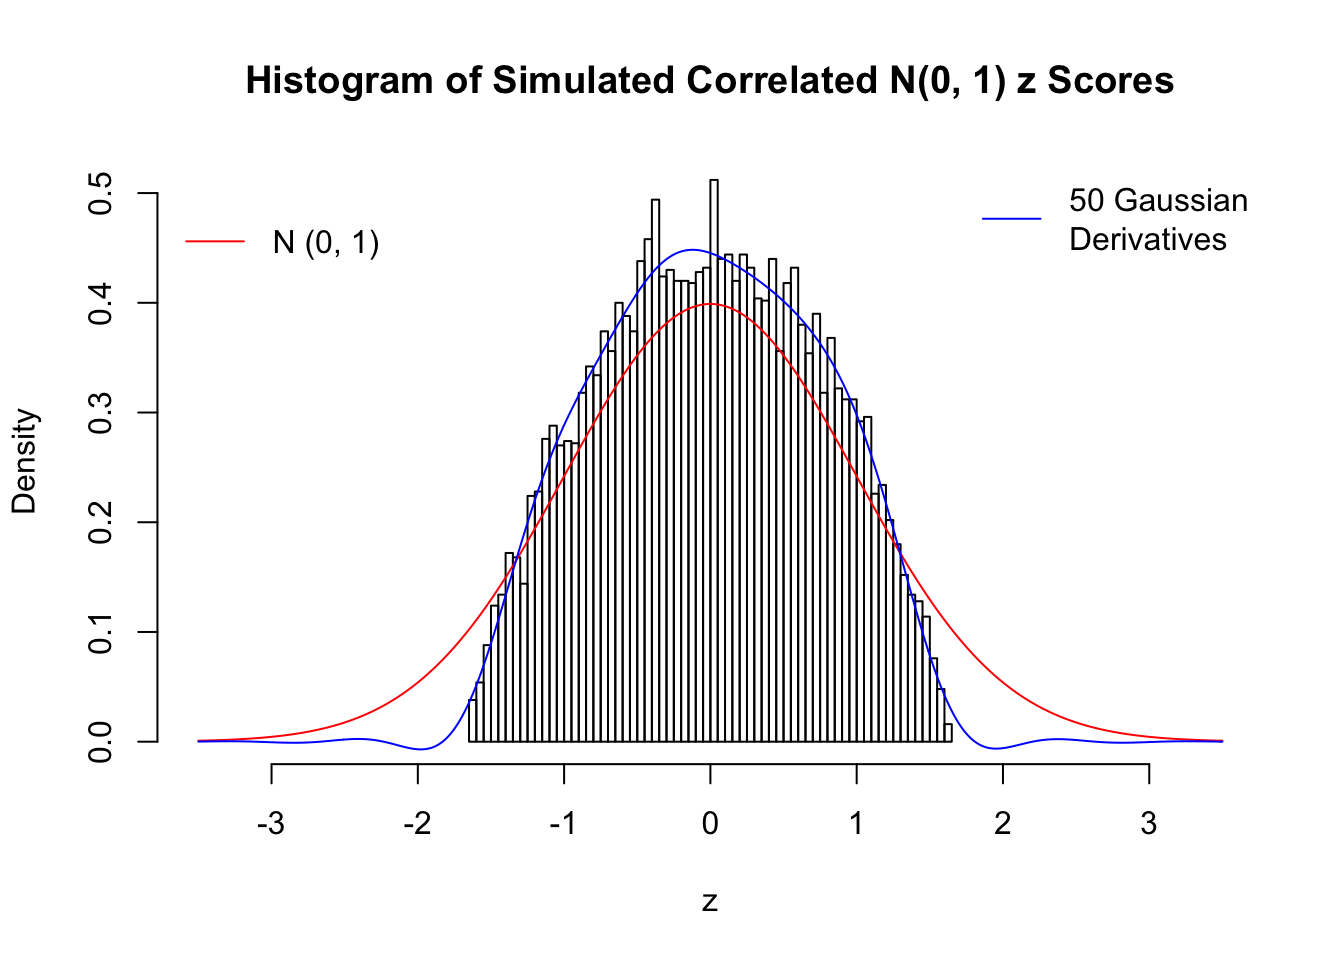 Histogram of Simulated Correlated N(0, 1) z Scores
N (0, 1)
50 Gaussian
Derivatives
Density
0.5
0.4
0.3
0.2
0.1
0.0
-3 -2 -1 0 1 2 3
z